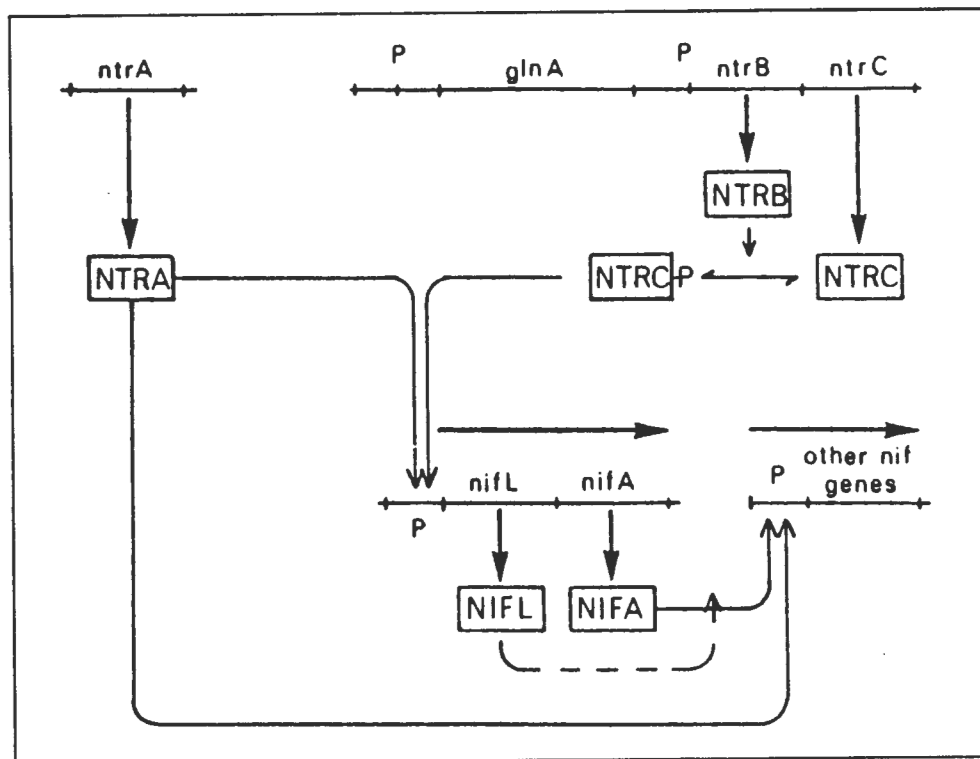 P P
ntrA glnA ntrB ntrC
NTRB
NTRA NTRC-P NTRC
other nif
nifL nifA P genes
P
NIFL NIFA P